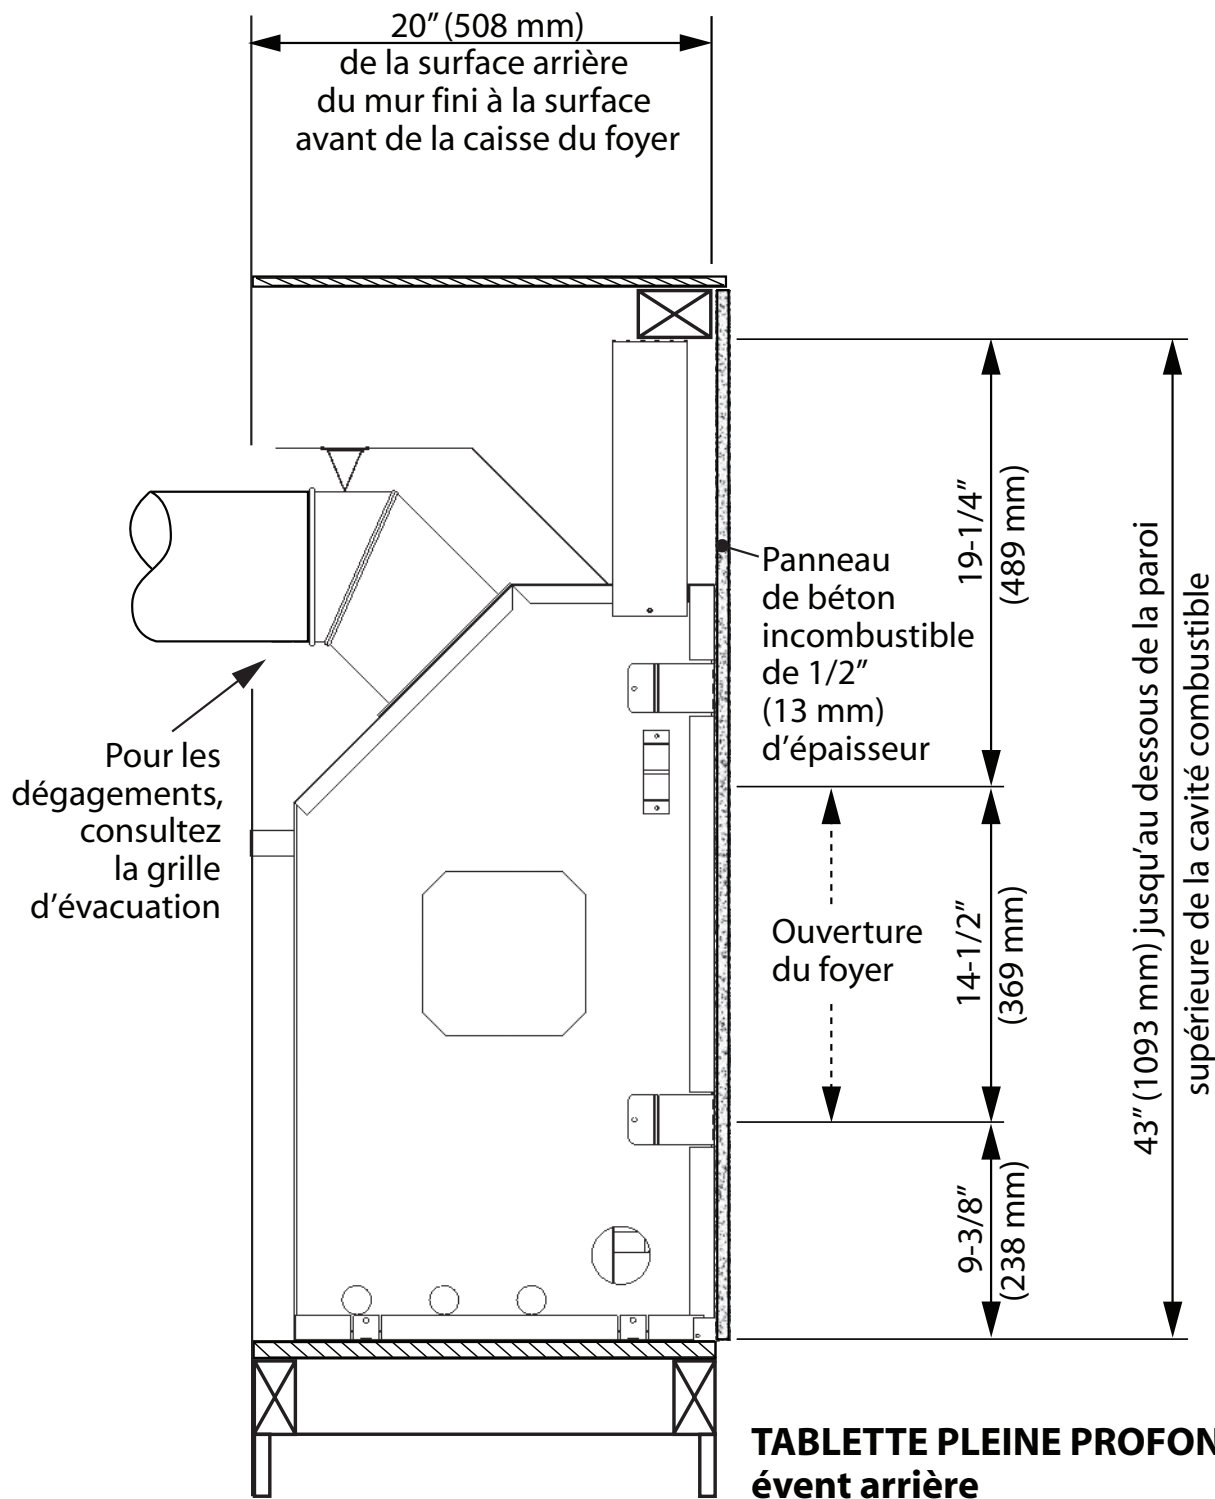 20" (508 mm)
de la surface arrière
du mur fini à la surface
avant de la caisse du foyer
19-1/4"
(489 mm)
43" (1093 mm) jusqu'au dessous de la paroi
supérieure de la cavité combustible
Panneau
de béton
incombustible
de 1/2"
(13 mm)
d'épaisseur
Pour les
dégagements,
consultez
la grille
d'évacuation
Ouverture
du foyer
14-1/2"
(369 mm)
9-3/8"
(238 mm)
TABLETTE PLEINE PROFON
évent arrière